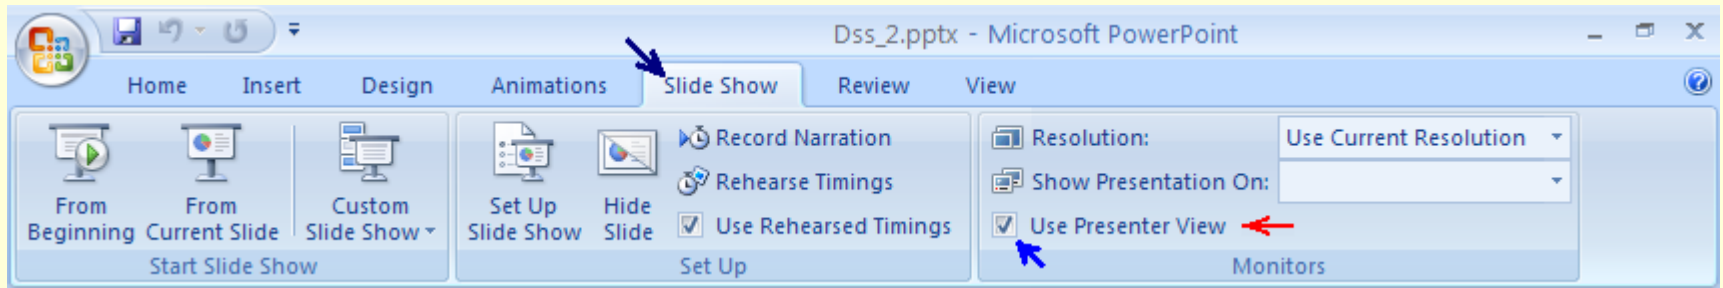 Dss_2.pptx - Microsoft PowerPoint
Home Insert Design Animations Slide Show Review View
From Beginning
From Current Slide
Custom Slide Show
Start Slide Show
Set Up Slide Show
Hide Slide
Record Narration
Rehearse Timings
Use Rehearsed Timings
Set Up
Resolution: Use Current Resolution
Show Presentation On:
Use Presenter View
Monitors